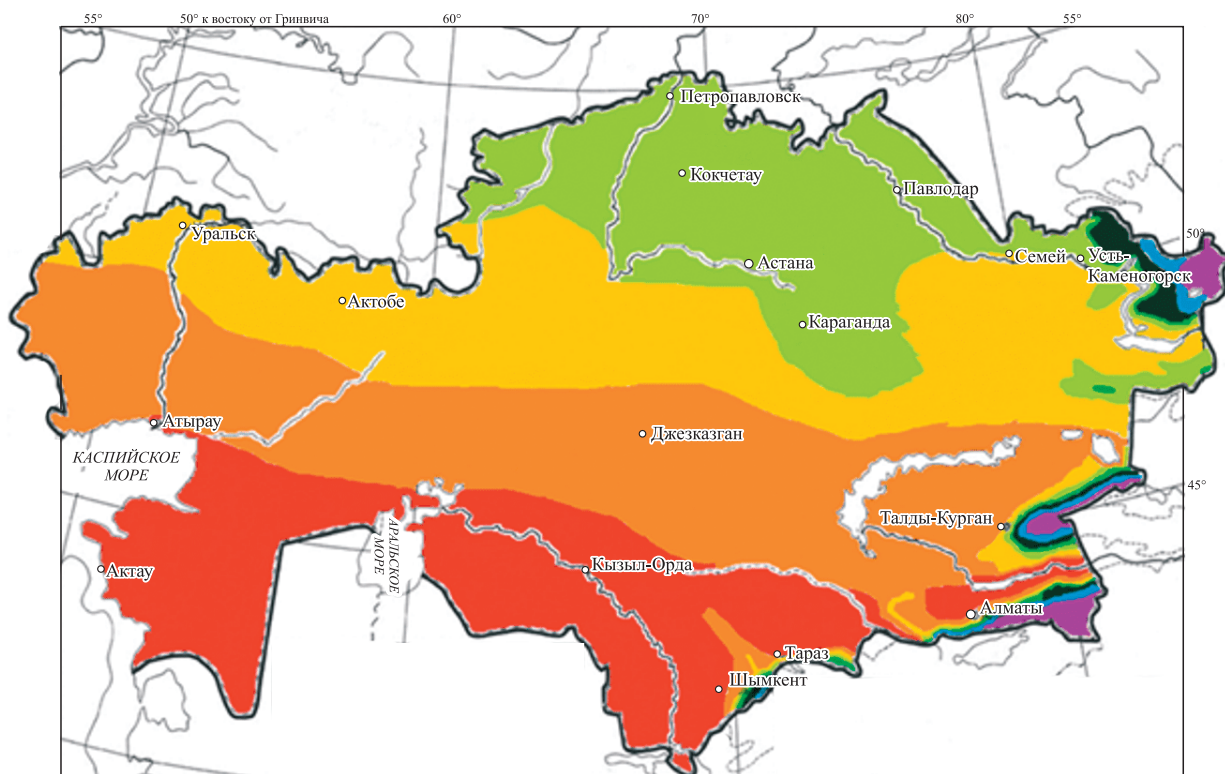 55°
50° к востоку от Гринвича
60°
70°
80°
55°
Петропавловск
Кокчетау
Павлодар
Уральск
50°
Астана
Семей
Усть-
Каменогорск
Актобе
Караганда
Атырау
Джезказган
КАСПИЙСКОЕ
МОРЕ
45°
Талды-Курган
АРАЛЬСКОЕ
МОРЕ
Кызыл-Орда
Актау
Алматы
Тараз
Шымкент